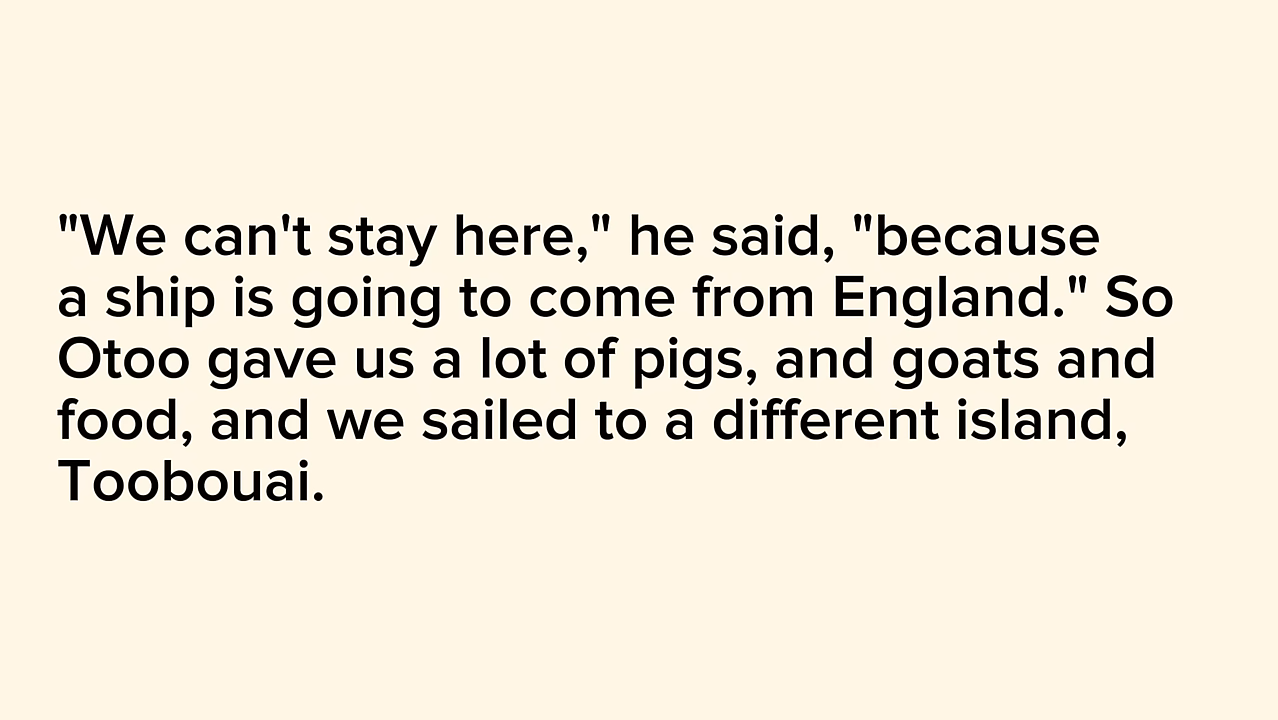 "We can't stay here," he said, "because
a ship is going to come from England." So
Otoo gave us a lot of pigs, and goats and
food, and we sailed to a different island,
Toobouai.